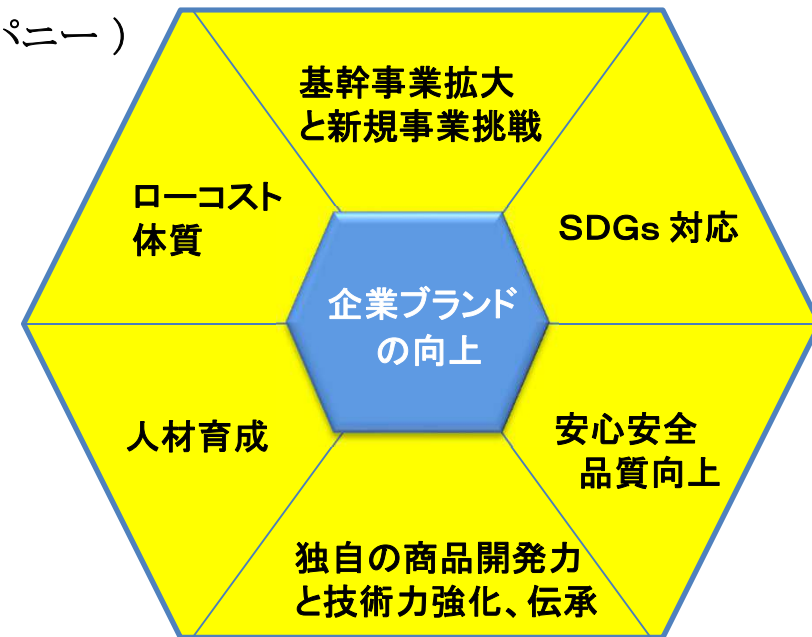 パニー )
基幹事業拡大
と新規事業挑戦
ローコスト
体質
SDGs 対応
企業ブランド
の向上
人材育成
安心安全
品質向上
独自の商品開発力
と技術力強化、伝承